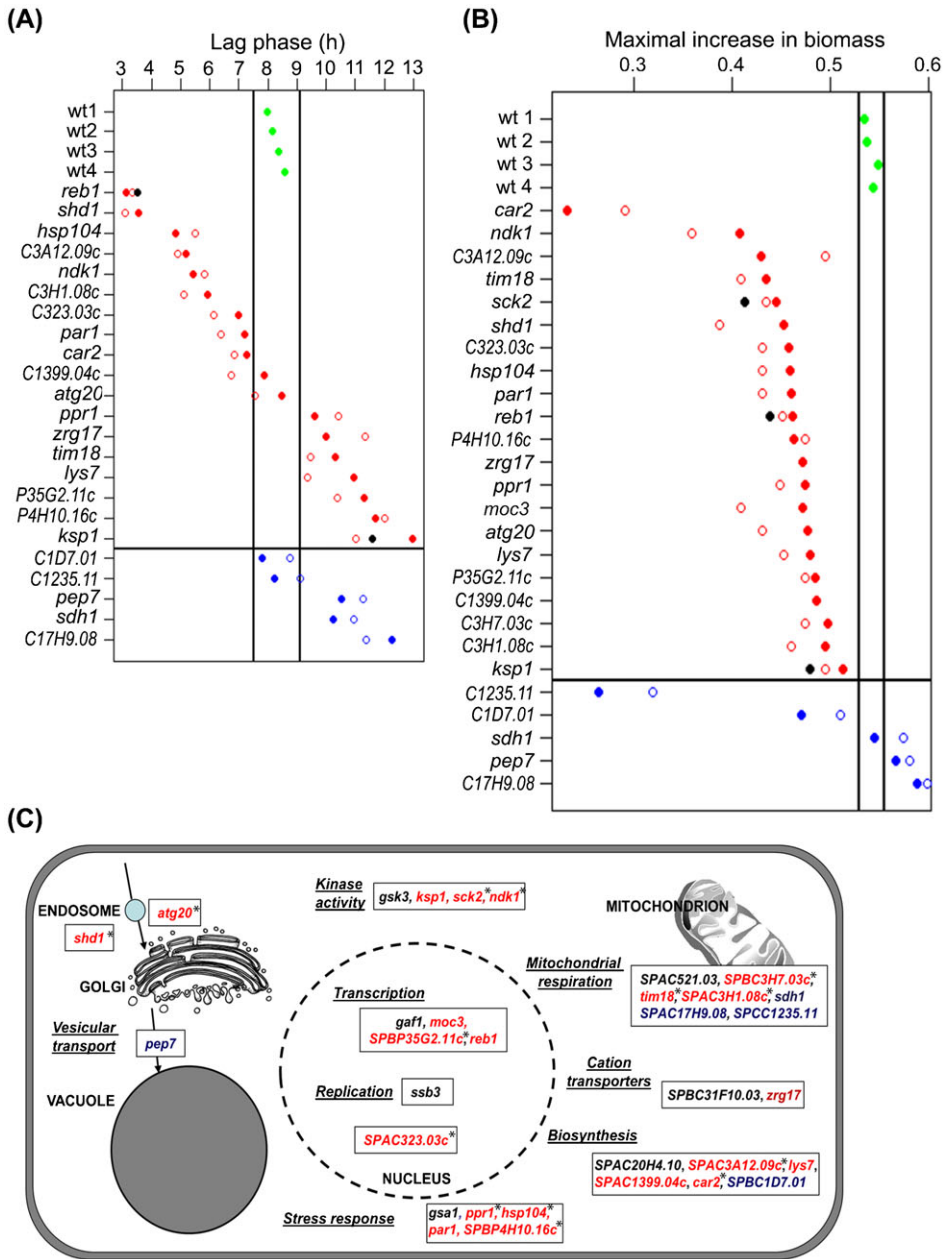 (A)
Lag phase (h)
3 4 5 6 7 8 9 10 11 12 13
wt1
wt2
wt3
wt4
reb1
shd1
hsp104
C3A12.09c
ndk1
C3H1.08c
C323.03c
par1
car2
C1399.04c
atg20
ppr1
zrg17
tim18
lys7
P35G2.11c
P4H10.16c
ksp1
C1D7.01
C1235.11
pep7
sdh1
C17H9.08
(B)
Maximal increase in biomass
0.3 0.4 0.5 0.6
wt 1
wt 2
wt 3
wt 4
car2
ndk1
C3A12.09c
tim18
sck2
shd1
C323.03c
hsp104
par1
reb1
P4H10.16c
zrg17
ppr1
moc3
atg20
lys7
P35G2.11c
C1399.04c
C3H7.03c
C3H1.08c
ksp1
C1235.11
C1D7.01
sdh1
pep7
C17H9.08
(C)
ENDOSOME
atg20*
shd1*
GOLGI
Vesicular
transport
pep7
VACUOLE
Kinase
activity
gsk3, ksp1, sck2,*ndk1*
Transcription
gaf1, moc3,
SPBP35G2.11c,*reb1
Replication
ssb3
SPAC323.03c*
NUCLEUS
Stress response
gsa1, ppr1,*hsp104,*
par1, SPBP4H10.16c*
MITOCHONDRION
Mitochondrial
respiration
SPAC521.03, SPBC3H7.03c,*
tim18,*SPAC3H1.08c,*sdh1
SPAC17H9.08, SPCC1235.11
Cation
transporters
SPBC31F10.03, zrg17
Biosynthesis
SPAC20H4.10, SPAC3A12.09c,*lys7,
SPAC1399.04c, car2,*SPBC1D7.01